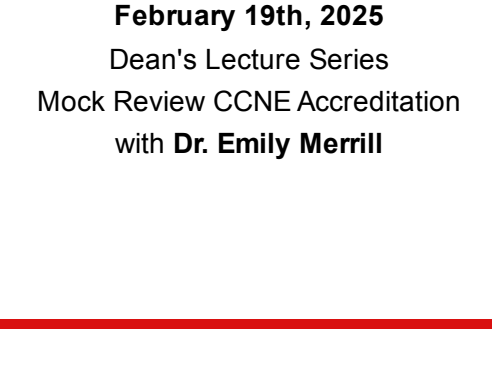 February 19th, 2025
Dean's Lecture Series
Mock Review CCNE Accreditation
with Dr. Emily Merrill